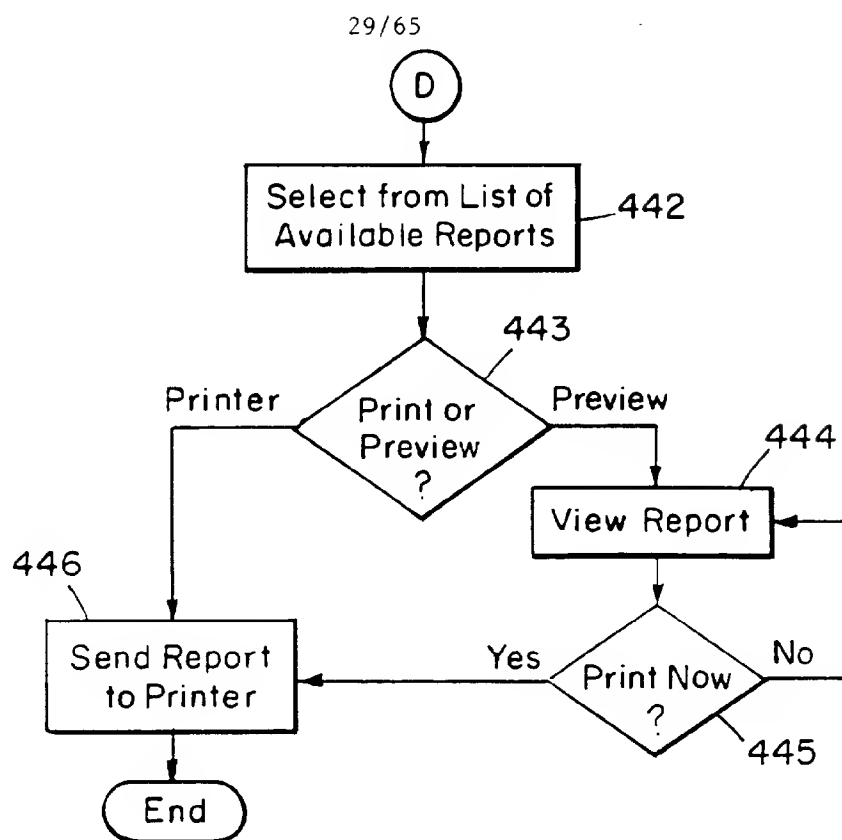 29/65
D
Select from List of
Available Reports
442
443
Printer
Print or
Preview
?
Preview
444
View Report
446
Send Report
to Printer
Yes
Print Now
?
No
445
End